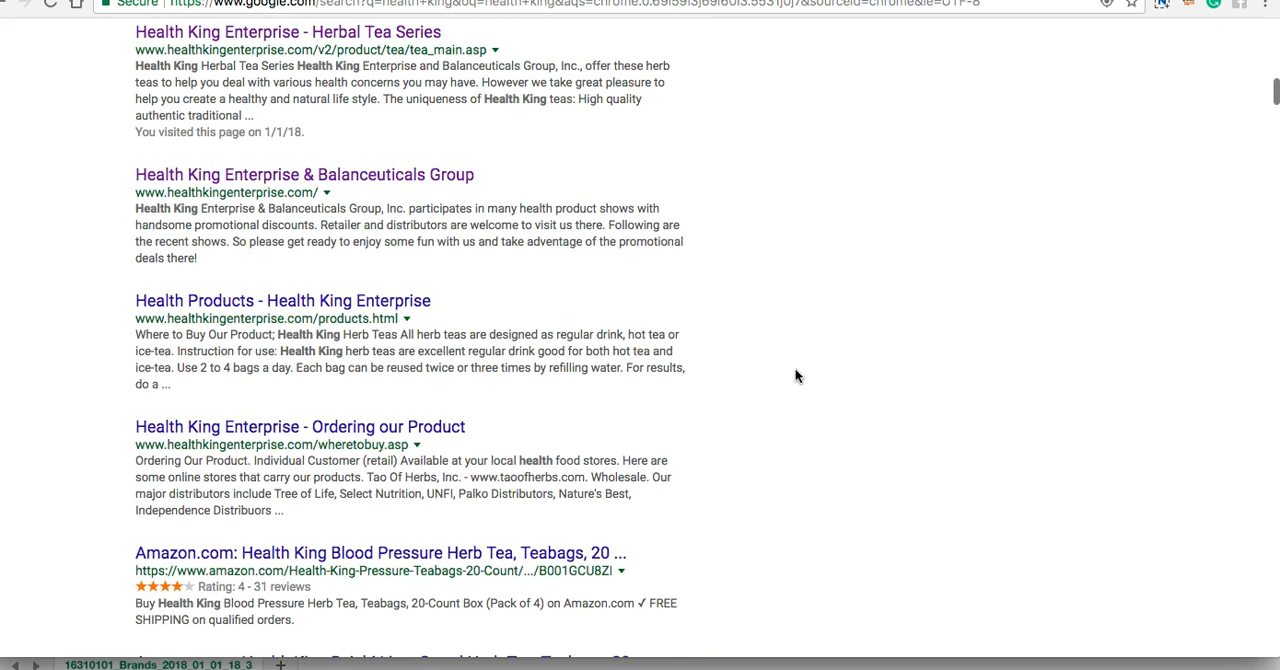 Secure https://www.google.com/search?q=health+king&oq=health+king&aqs=chrome.0.69i59l3j69i60l3.5531j0j7&sourceid=chrome&ie=UTF-8
Health King Enterprise - Herbal Tea Series
www.healthkingenterprise.com/v2/product/tea/tea_main.asp
Health King Herbal Tea Series Health King Enterprise and Balanceuticals Group, Inc., offer these herb
teas to help you deal with various health concerns you may have. However we take great pleasure to
help you create a healthy and natural life style. The uniqueness of Health King teas: High quality
authentic traditional ...
You visited this page on 1/1/18.
Health King Enterprise & Balanceuticals Group
www.healthkingenterprise.com/
Health King Enterprise & Balanceuticals Group, Inc. participates in many health product shows with
handsome promotional discounts. Retailer and distributors are welcome to visit us there. Following are
the recent shows. So please get ready to enjoy some fun with us and take advantage of the promotional
deals there!
Health Products - Health King Enterprise
www.healthkingenterprise.com/products.html
Where to Buy Our Product; Health King Herb Teas All herb teas are designed as regular drink, hot tea or
ice-tea. Instruction for use: Health King herb teas are excellent regular drink good for both hot tea and
ice-tea. Use 2 to 4 bags a day. Each bag can be reused twice or three times by refilling water. For results,
do a ...
Health King Enterprise - Ordering our Product
www.healthkingenterprise.com/wheretobuy.asp
Ordering Our Product. Individual Customer (retail) Available at your local health food stores. Here are
some online stores that carry our products. Tao Of Herbs, Inc. - www.taoofherbs.com. Wholesale. Our
major distributors include Tree of Life, Select Nutrition, UNFI, Palko Distributors, Nature's Best,
Independence Distribuors ...
Amazon.com: Health King Blood Pressure Herb Tea, Teabags, 20 ...
https://www.amazon.com/Health-King-Pressure-Teabags-20-Count/.../B001GCU8ZI
Rating: 4 - 31 reviews
Buy Health King Blood Pressure Herb Tea, Teabags, 20-Count Box (Pack of 4) on Amazon.com ✓ FREE
SHIPPING on qualified orders.
16310101_Brands_2018_01_01_18_3